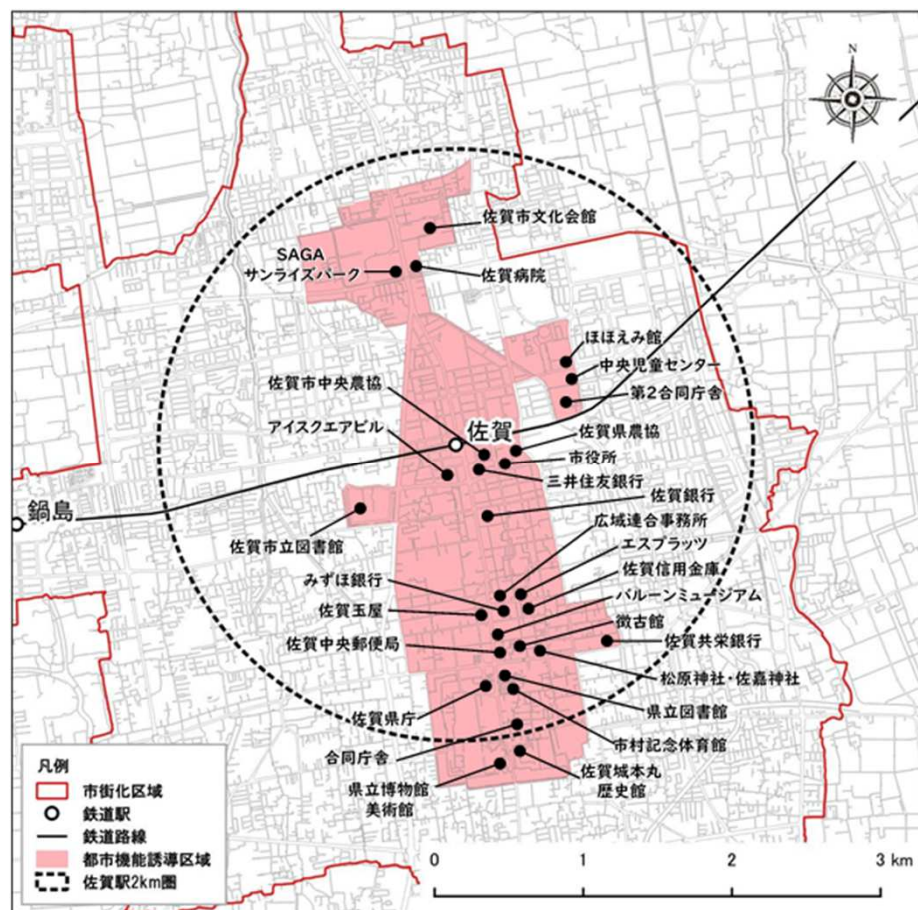 N
佐賀市文化会館
SAGA
サンライズパーク
佐賀病院
ほほえみ館
中央児童センター
第2合同庁舎
佐賀市中央農協
佐賀
佐賀県農協
アイスクエアビル
市役所
三井住友銀行
佐賀銀行
鍋島
佐賀市立図書館
広域連合事務所
エスプラッツ
みずほ銀行
佐賀信用金庫
バルーンミュージアム
佐賀玉屋
徴古館
佐賀中央郵便局
佐賀共栄銀行
松原神社・佐嘉神社
佐賀県庁
県立図書館
合同庁舎
市村記念体育館
県立博物館
美術館
佐賀城本丸
歴史館
凡例
市街化区域
鉄道駅
鉄道路線
都市機能誘導区域
佐賀駅2km圏
0 1 2 3 km